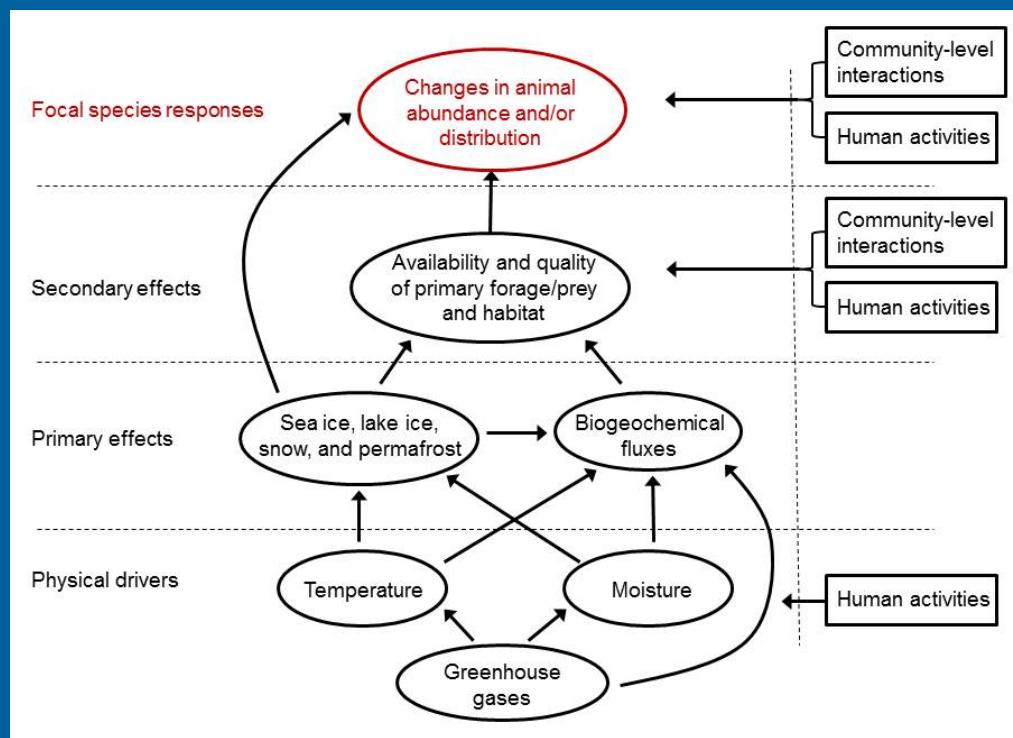 Focal species responses
Changes in animal
abundance and/or
distribution
Community-level
interactions
Human activities
Secondary effects
Availability and quality
of primary forage/prey
and habitat
Community-level
interactions
Human activities
Primary effects
Sea ice, lake ice,
snow, and permafrost
Biogeochemical
fluxes
Physical drivers
Temperature
Moisture
Human activities
Greenhouse
gases